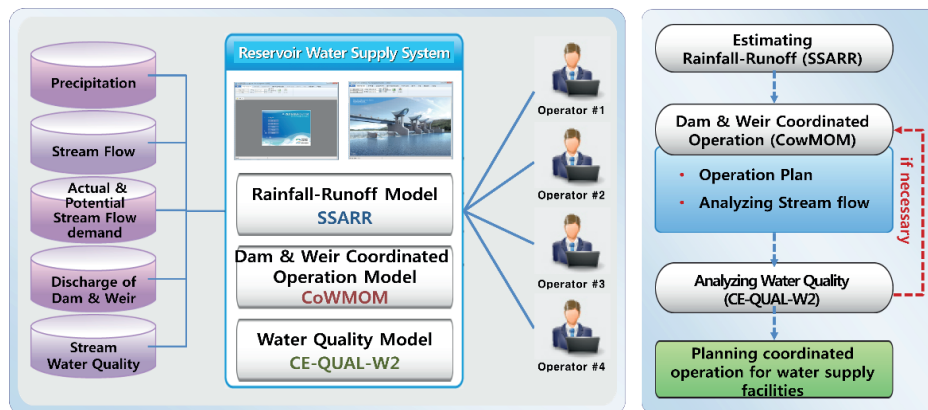 Precipitation
Stream Flow
Actual &
Potential
Stream Flow
demand
Discharge of
Dam & Weir
Stream
Water Quality
Reservoir Water Supply System
Rainfall-Runoff Model
SSARR
Dam & Weir Coordinated
Operation Model
CoWMOM
Water Quality Model
CE-QUAL-W2
Operator #1
Operator #2
Operator #3
Operator #4
Estimating
Rainfall-Runoff (SSARR)
Dam & Weir Coordinated
Operation (CowMOM)
• Operation Plan
• Analyzing Stream flow
if necessary
Analyzing Water Quality
(CE-QUAL-W2)
Planning coordinated
operation for water supply
facilities